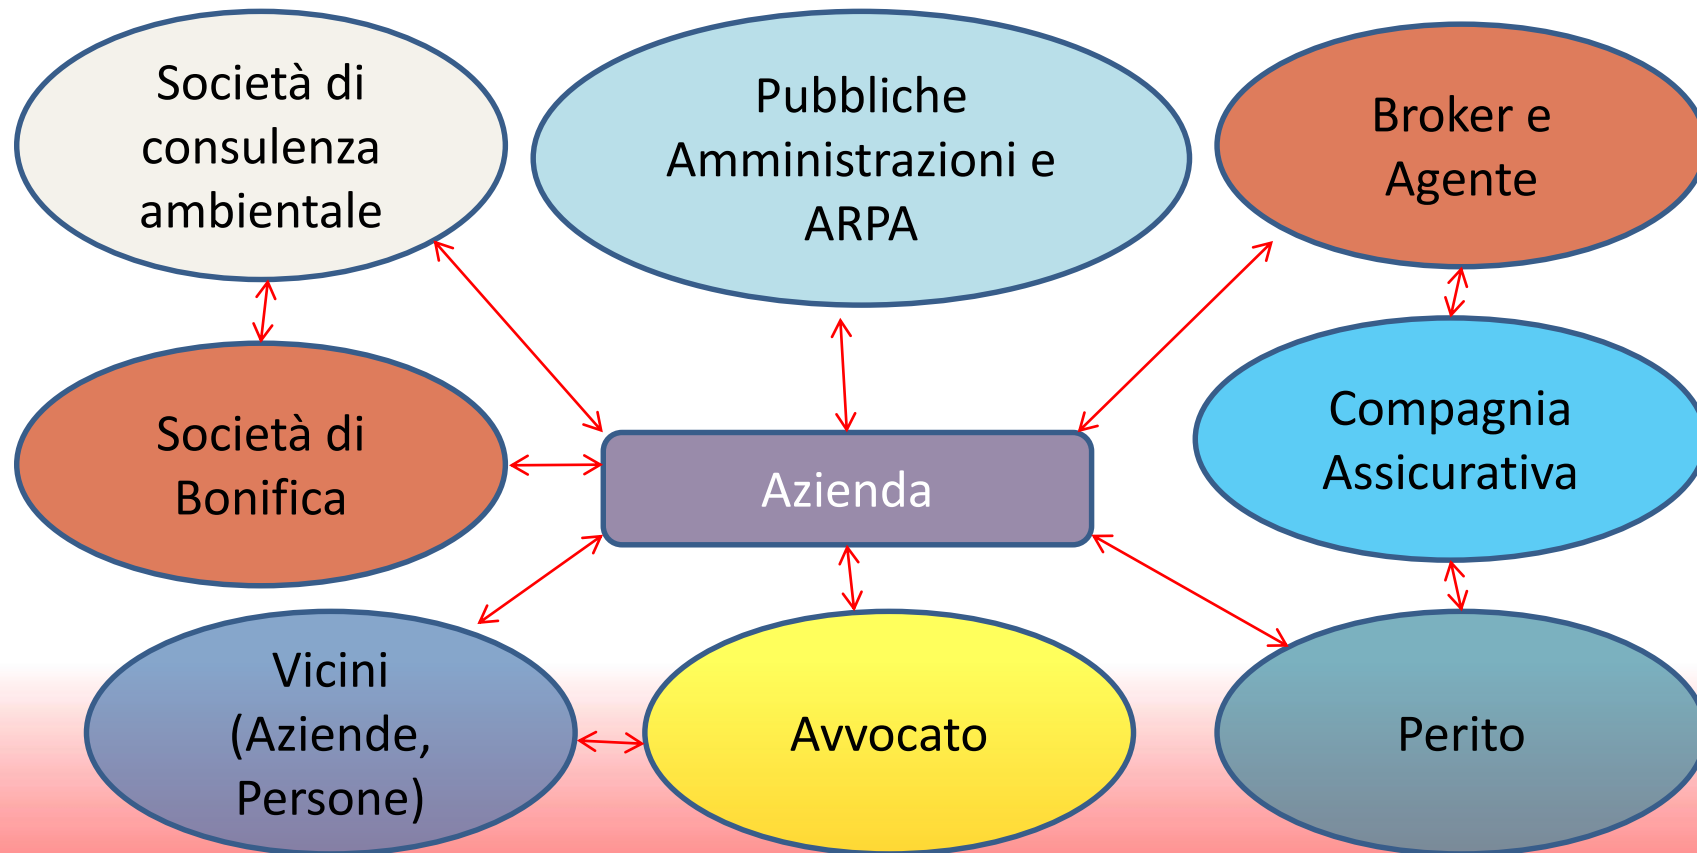 Società di
consulenza
ambientale
Pubbliche
Amministrazioni e
ARPA
Broker e
Agente
Società di
Bonifica
Azienda
Compagnia
Assicurativa
Vicini
(Aziende,
Persone)
Avvocato
Perito